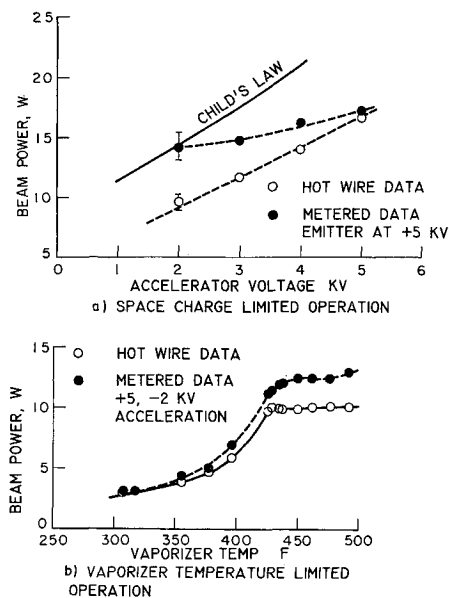 25
20
15
10
5
BEAM POWER, W
CHILD'S LAW
HOT WIRE DATA
METERED DATA
EMITTER AT +5 KV
0 1 2 3 4 5 6
ACCELERATOR VOLTAGE KV
a) SPACE CHARGE LIMITED OPERATION
15
10
5
0
BEAM POWER, W
HOT WIRE DATA
METERED DATA
+5, -2 KV
ACCELERATION
300 350 400 450 500
VAPORIZER TEMP F
b) VAPORIZER TEMPERATURE LIMITED
OPERATION